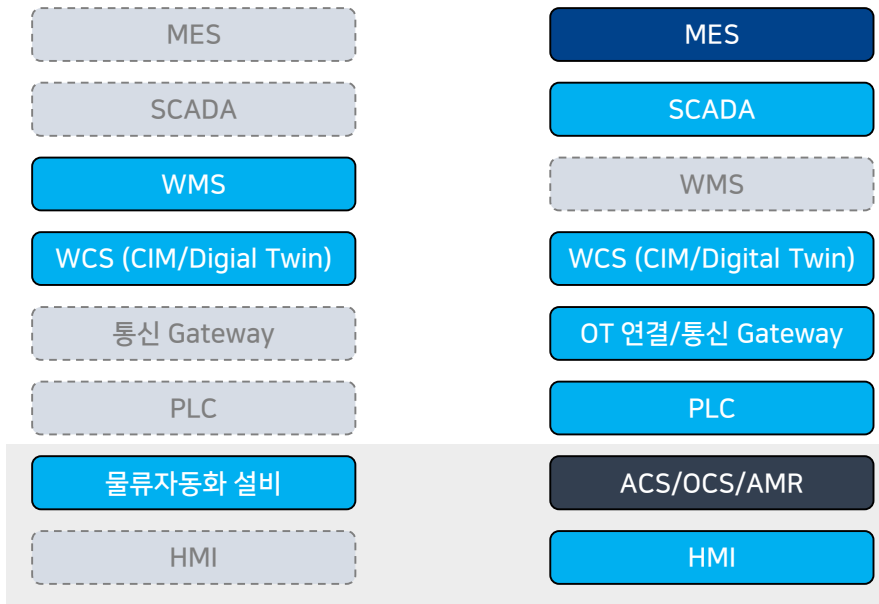 MES
MES
SCADA
SCADA
WMS
WMS
WCS (CIM/Digial Twin)
WCS (CIM/Digital Twin)
통신 Gateway
OT 연결/통신 Gateway
PLC
PLC
물류자동화 설비
ACS/OCS/AMR
HMI
HMI